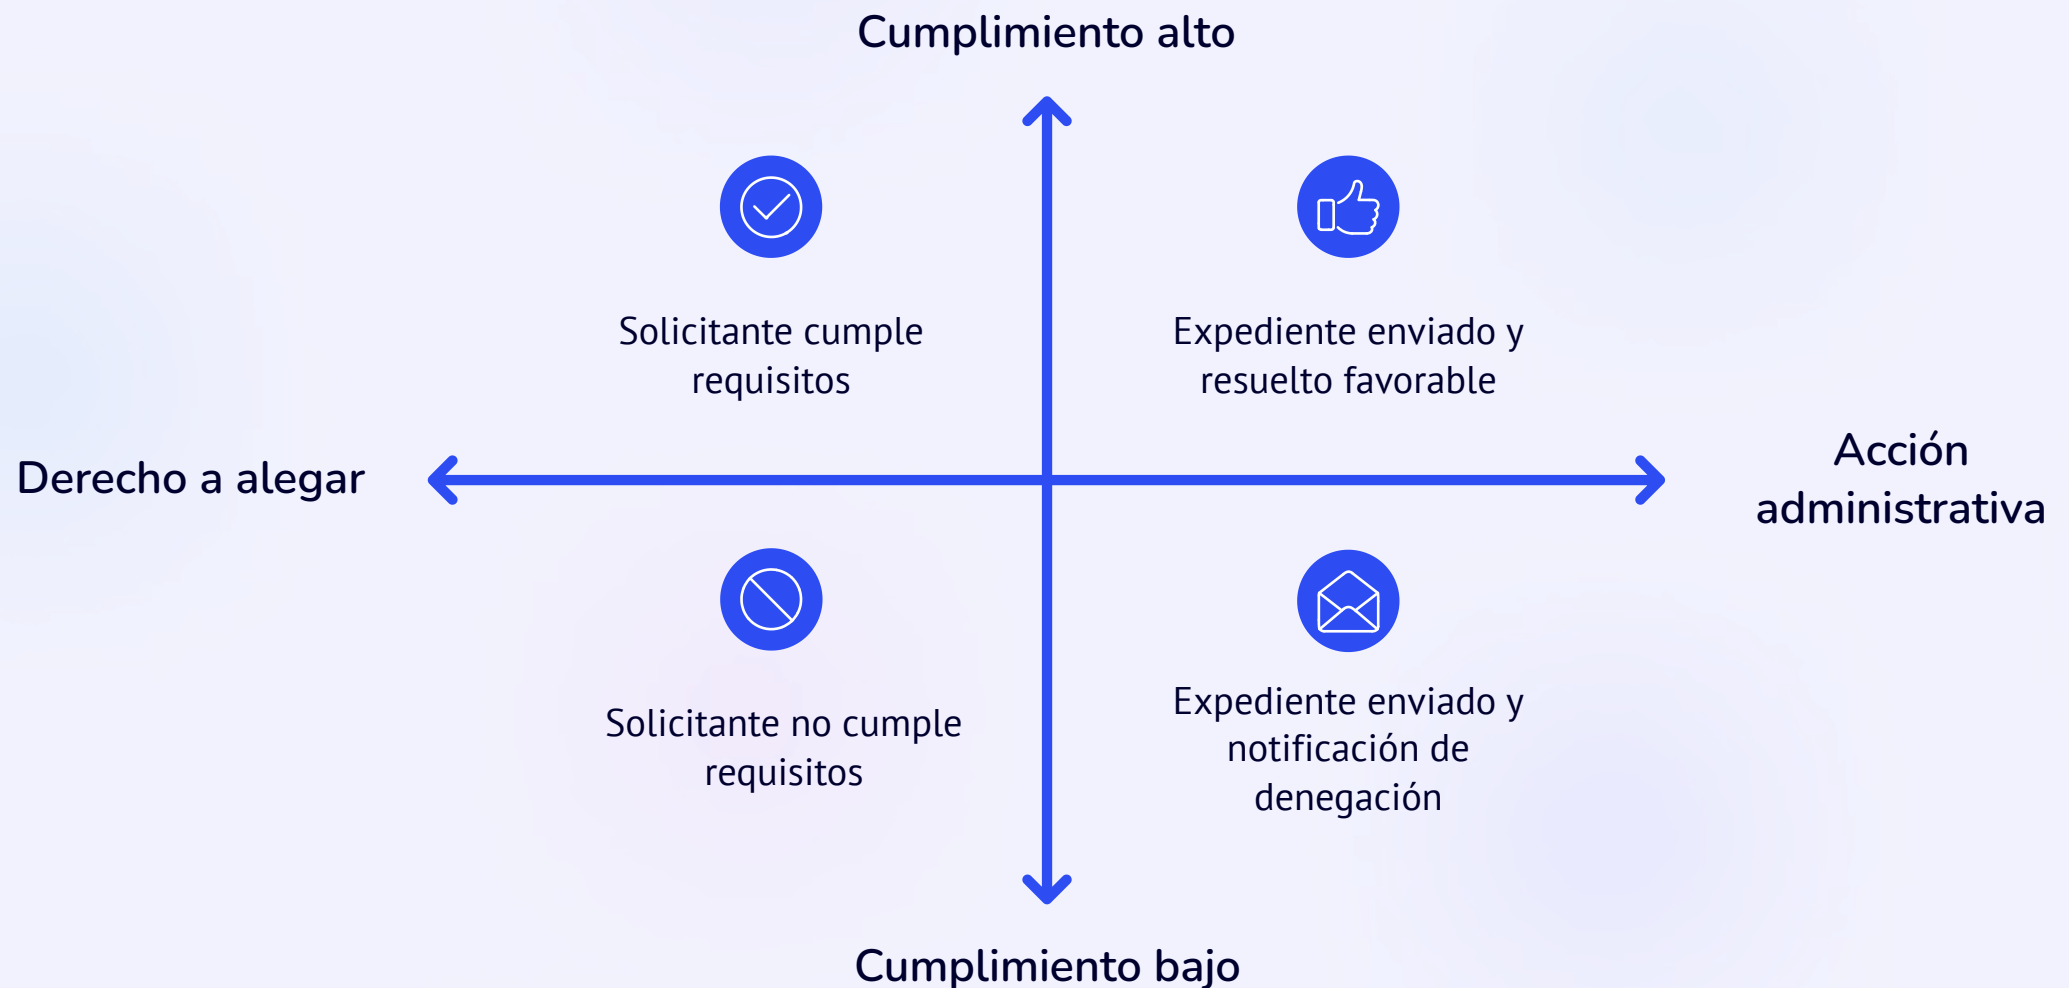 Cumplimiento alto
Solicitante cumple
requisitos
Expediente enviado y
resuelto favorable
Derecho a alegar
Acción
administrativa
Solicitante no cumple
requisitos
Expediente enviado y
notificación de
denegación
Cumplimiento bajo